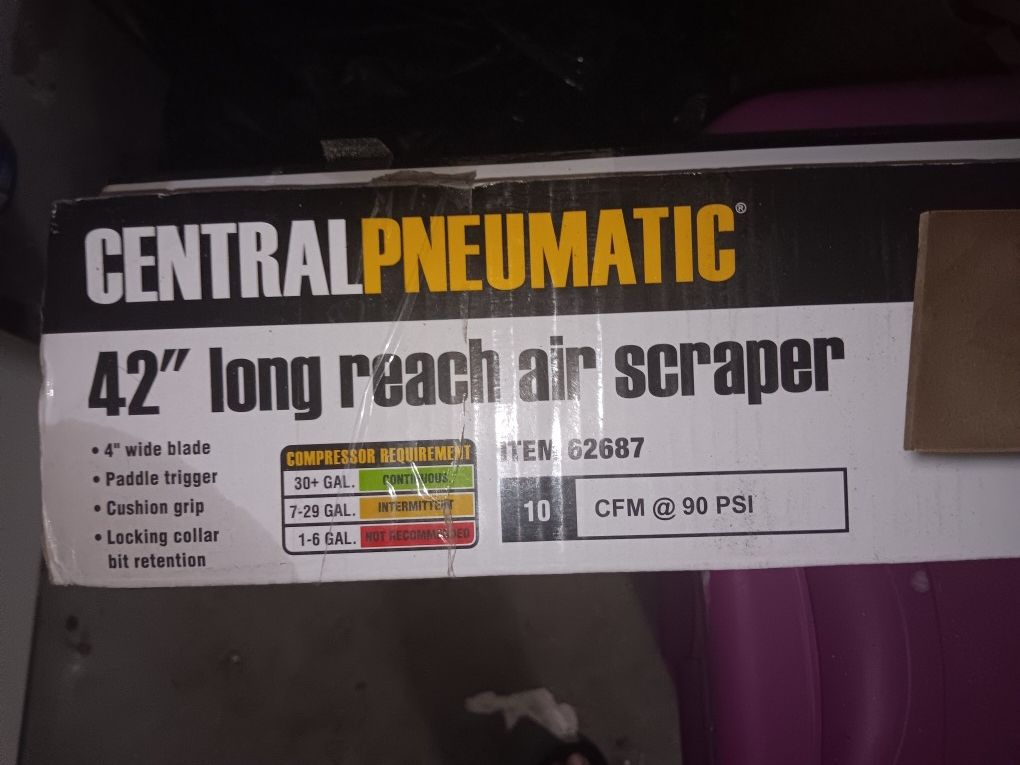 CENTRALPNEUMATIC®
42" long reach air scraper
• 4" wide blade
• Paddle trigger
• Cushion grip
• Locking collar
bit retention
COMPRESSOR REQUIREMENT
30+ GAL. CONTINUOUS
7-29 GAL. INTERMITTENT
1-6 GAL. NOT RECOMMENDED
ITEM 62687
10 CFM @ 90 PSI